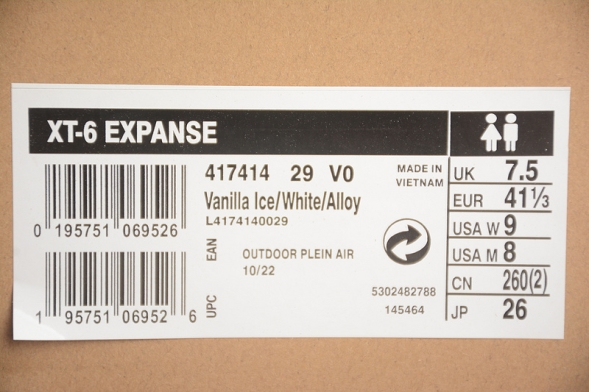 XT-6 EXPANSE
417414 29 V0
Vanilla Ice/White/Alloy
L4174140029
MADE IN
VIETNAM
0 195751 069526
EAN
OUTDOOR PLEIN AIR
10/22
5302482788
145464
1 95751 06952 6
UPC
UK 7.5
EUR 41⅓
USA W 9
USA M 8
CN 260(2)
JP 26